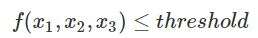 f(x₁, x₂, x₃) ≤ threshold